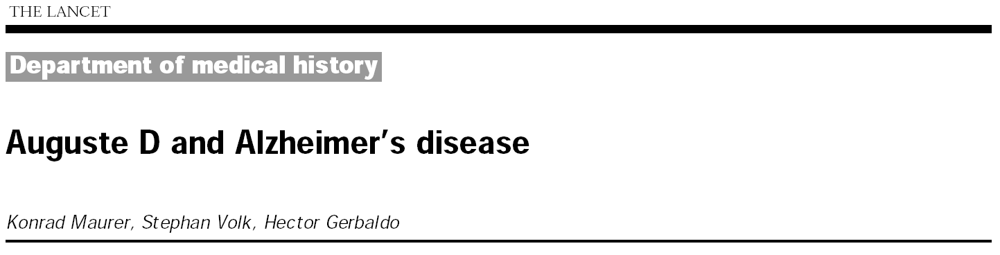 THE LANCET
Department of medical history
Auguste D and Alzheimer’s disease
Konrad Maurer, Stephan Volk, Hector Gerbaldo